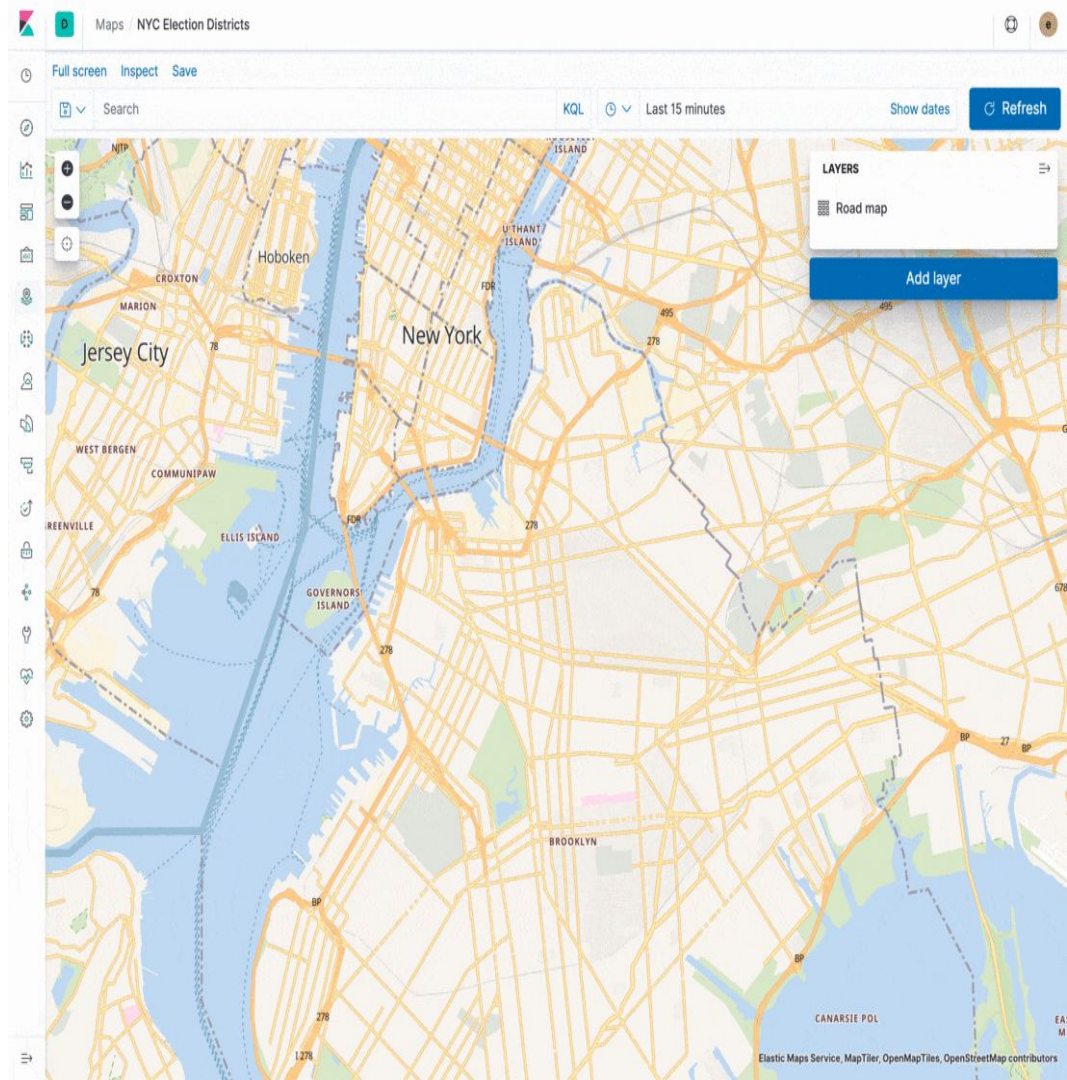 D Maps / NYC Election Districts e
Full screen Inspect Save
Search KQL Last 15 minutes Show dates Refresh
LAYERS
Road map
Add layer
NJTP
ISLAND
U THANT
ISLAND
Hoboken
CROXTON
FDR
MARION
495
495
New York
278
Jersey City
78
WEST BERGEN
COMMUNIPAW
FDR
278
ELLIS ISLAND
78
GOVERNORS
ISLAND
678
278
BP
27
BP
BROOKLYN
BP
BP
278
I 278
CANARSIE POL
Elastic Maps Service, MapTiler, OpenMapTiles, OpenStreetMap contributors